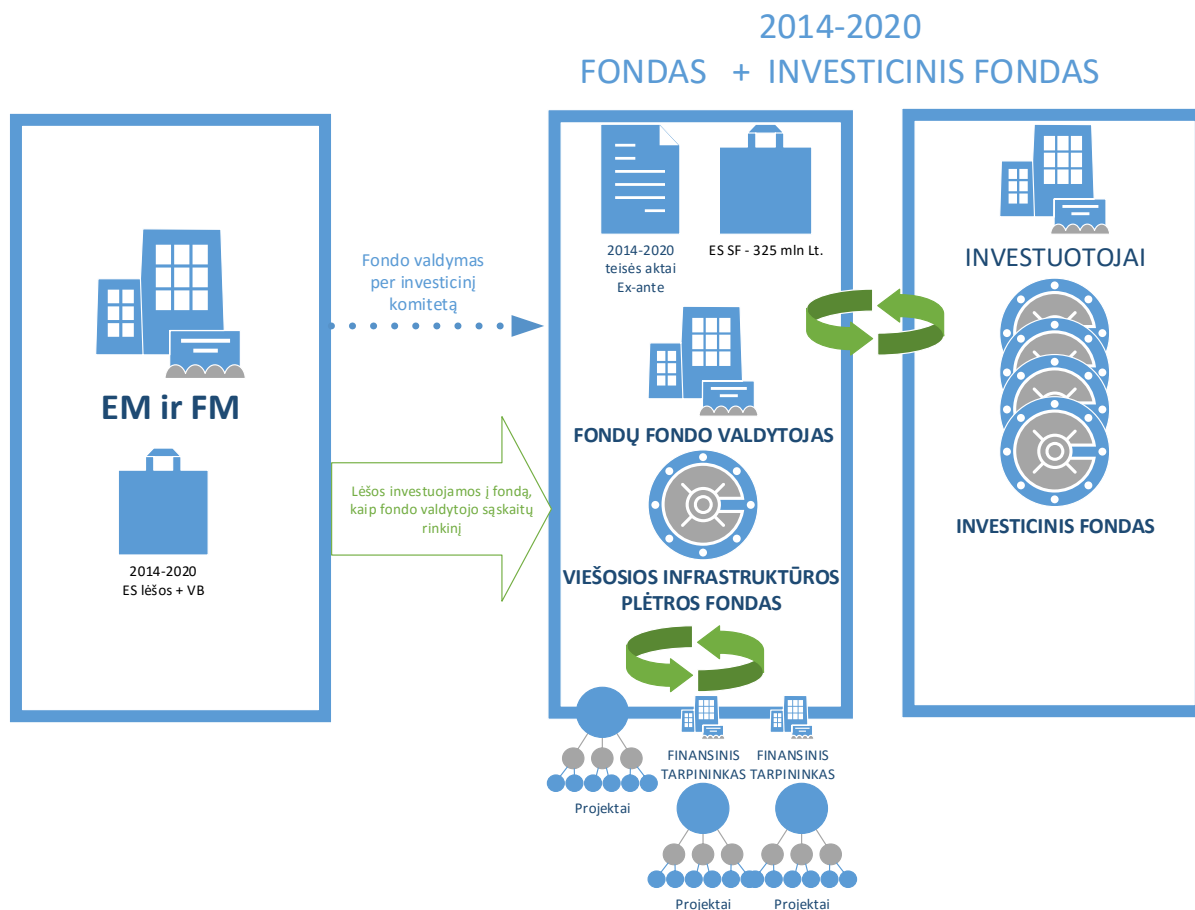 2014-2020
FONDAS + INVESTICINIS FONDAS
Fondo valdymas
per investicinį
komitetą
EM ir FM
2014-2020
ES lėšos + VB
Lėšos investuojamos į fondą,
kaip fondo valdytojo sąskaitų
rinkinį
2014-2020
teisės aktai
Ex-ante
ES SF - 325 mln Lt.
FONDŲ FONDO VALDYTOJAS
VIEŠOSIOS INFRASTRUKTŪROS
PLĖTROS FONDAS
INVESTUOTOJAI
INVESTICINIS FONDAS
Projektai
FINANSINIS
TARPININKAS
Projektai
FINANSINIS
TARPININKAS
Projektai